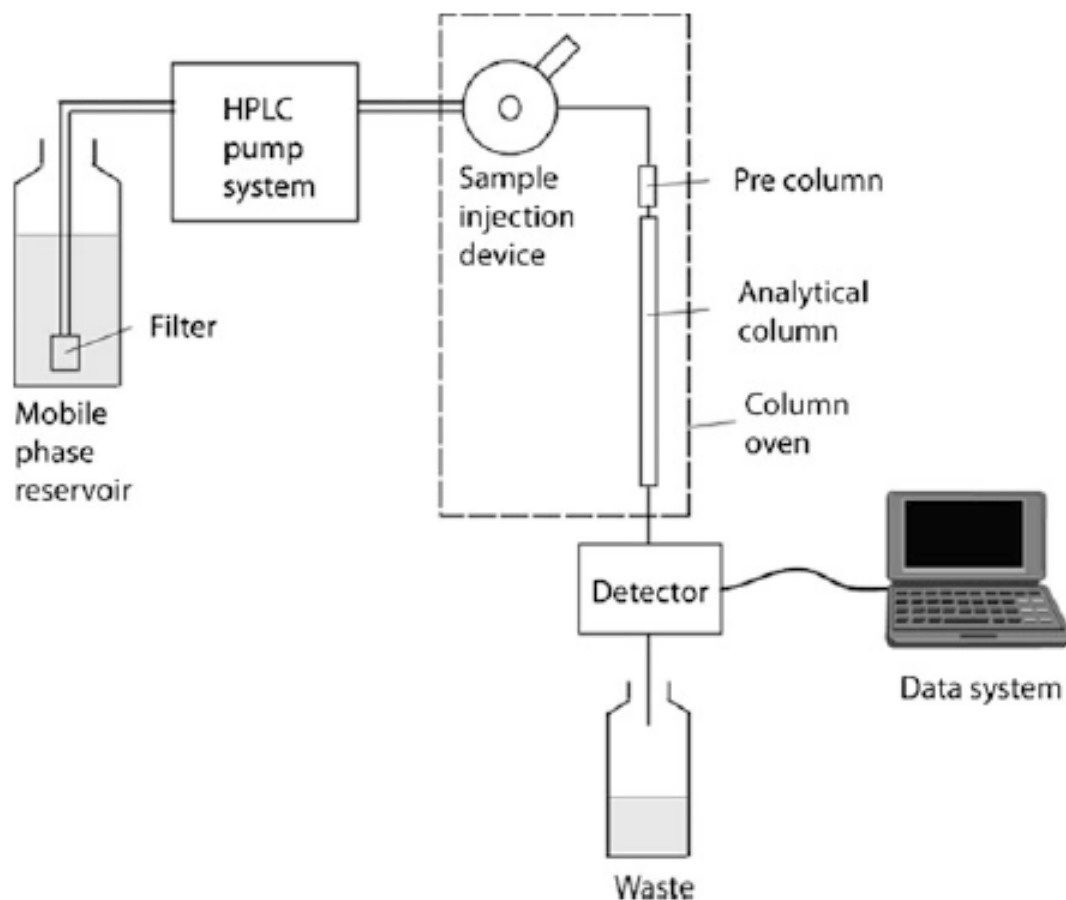 HPLC
pump
system
Sample
injection
device
Pre column
Analytical
column
Column
oven
Filter
Mobile
phase
reservoir
Detector
Data system
Waste